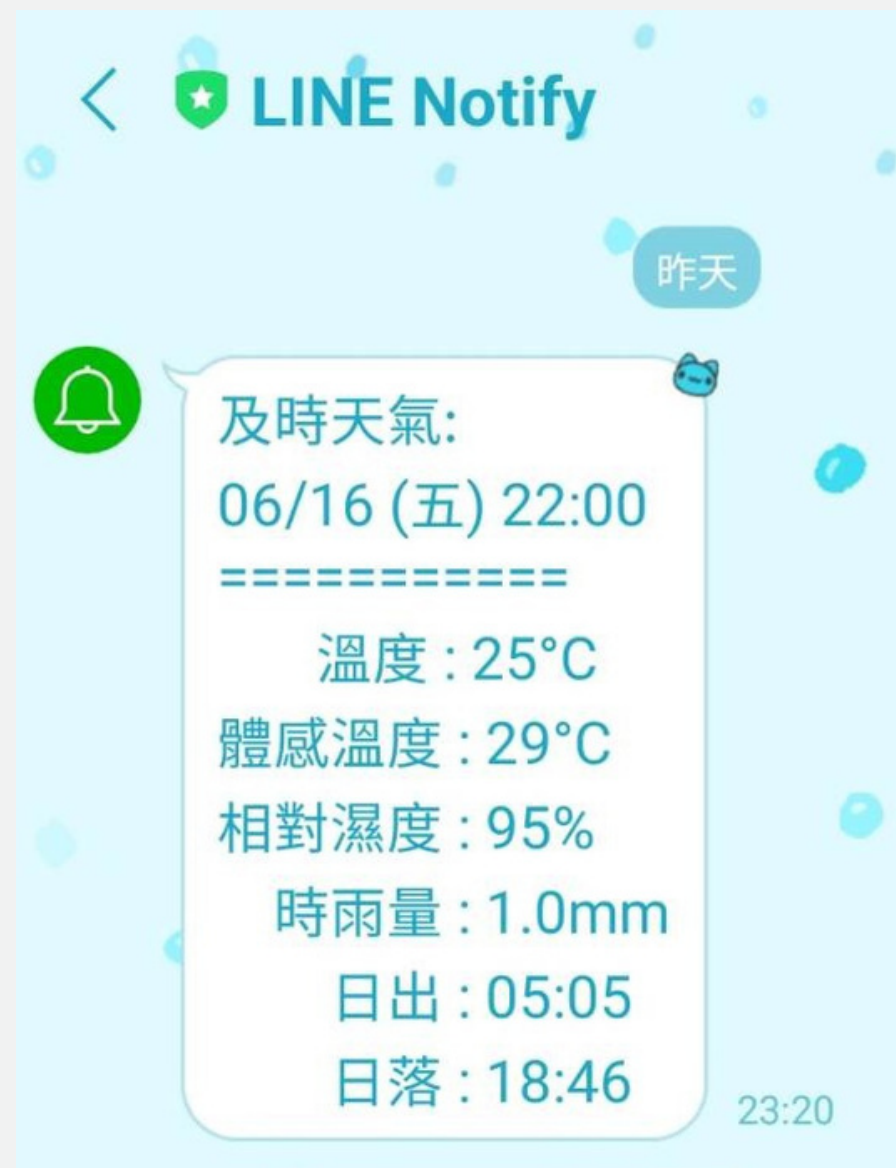 LINE Notify
昨天
及時天氣:
06/16 (五) 22:00
===========
溫度 : 25°C
體感溫度 : 29°C
相對濕度 : 95%
時雨量 : 1.0mm
日出 : 05:05
日落 : 18:46
23:20